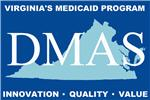 VIRGINIA'S MEDICAID PROGRAM
DMAS
INNOVATION · QUALITY · VALUE